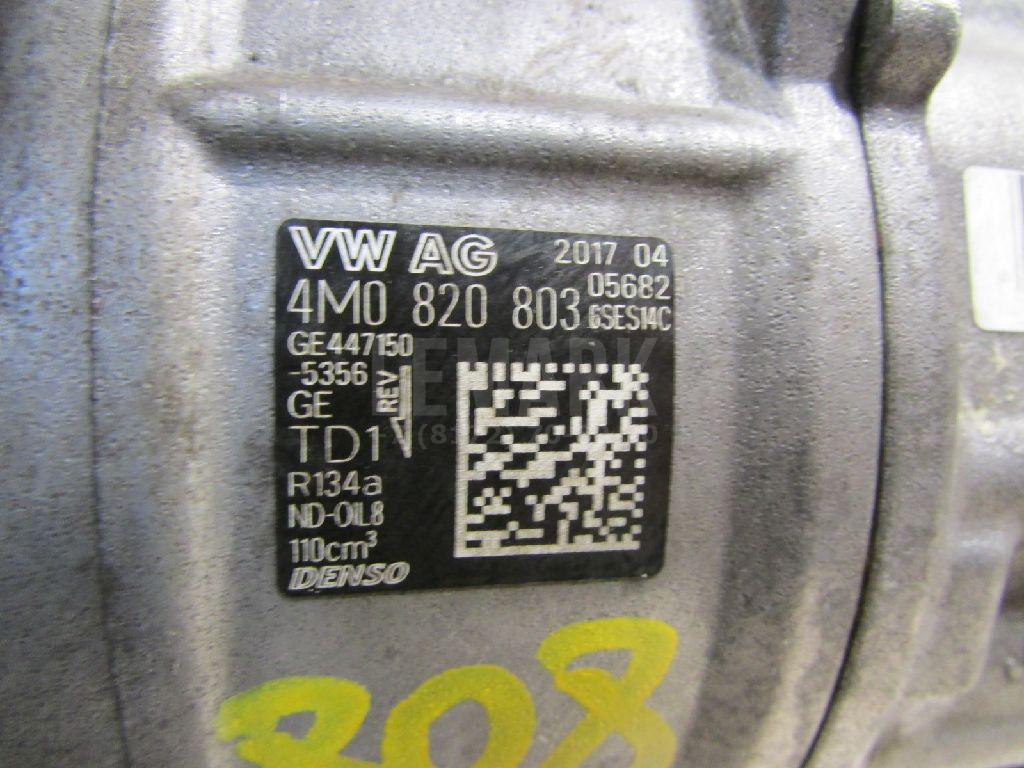 VW AG 2017 04
05682
4M0 820 803 6SES14C
GE447150
-5356
REV
GE
TD1
R134a
ND-OIL8
110cm³
DENSO
808